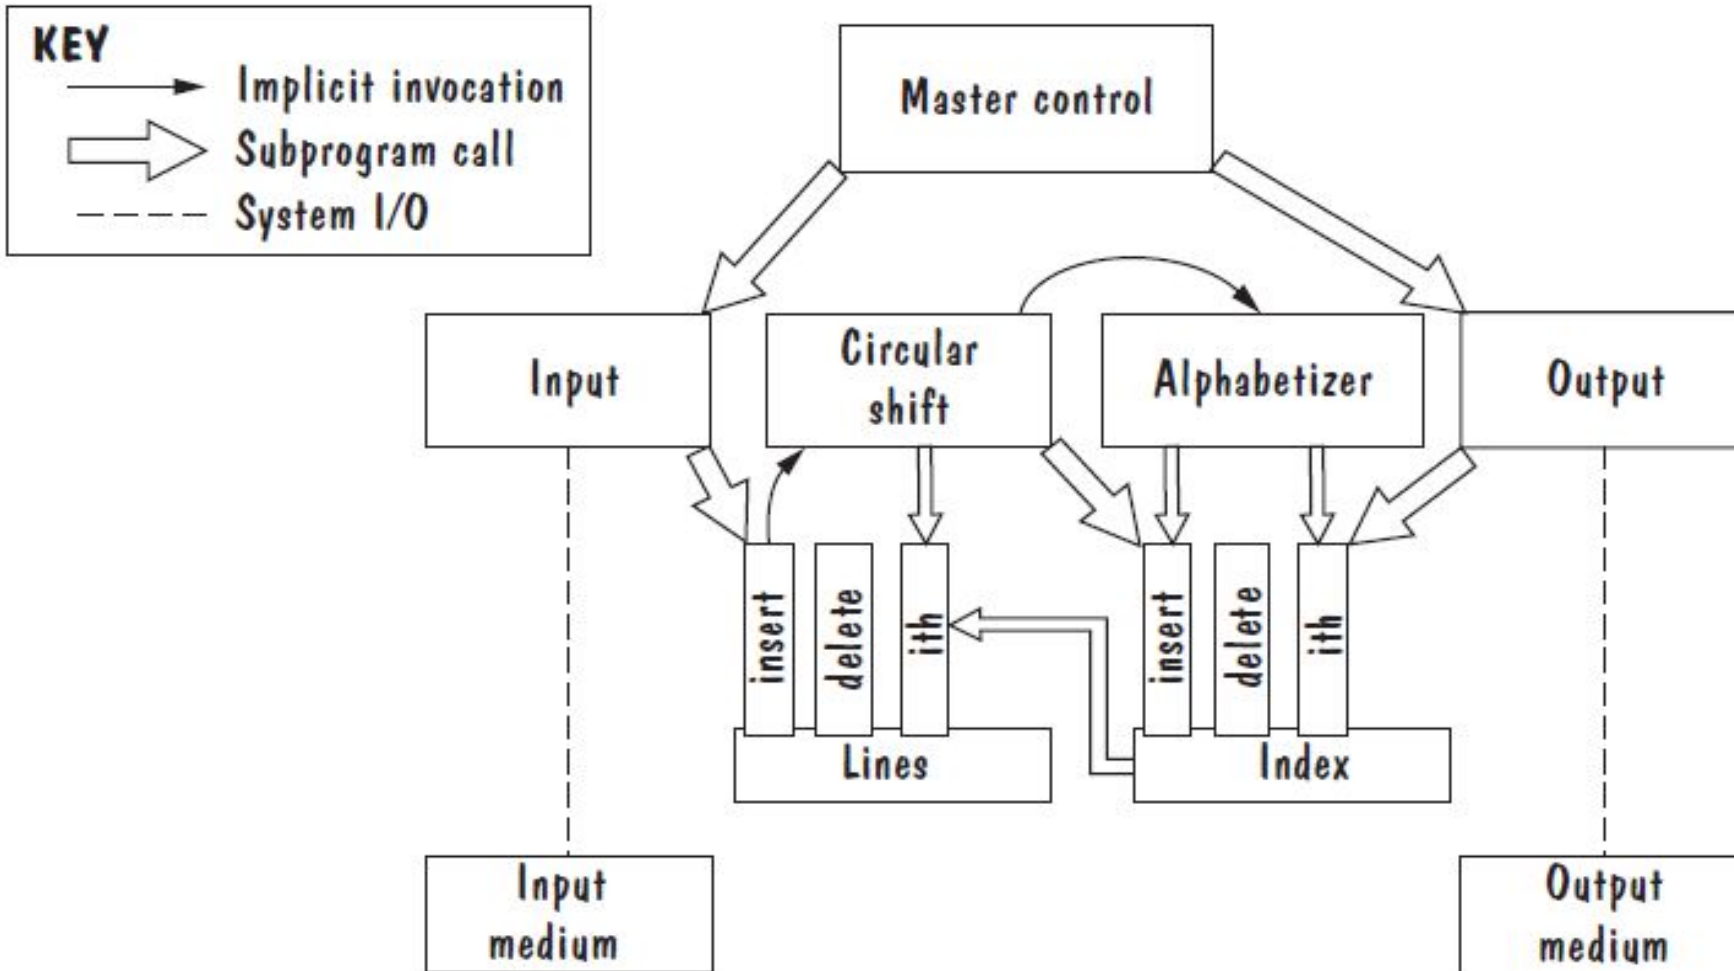 KEY
Implicit invocation
Subprogram call
System I/O
Master control
Input
Circular
shift
Alphabetizer
Output
insert
delete
ith
insert
delete
ith
Lines
Index
Input
medium
Output
medium